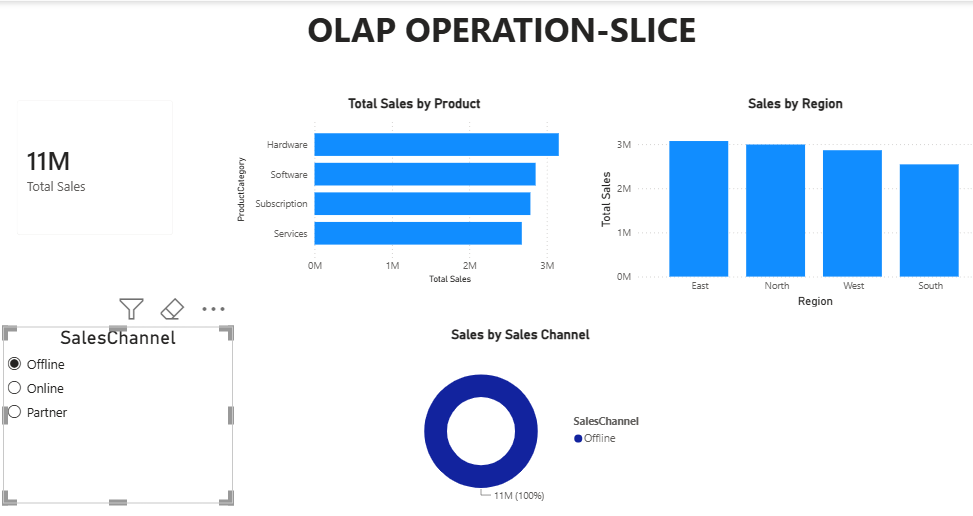 OLAP OPERATION-SLICE
11M
Total Sales
Total Sales by Product
ProductCategory
Hardware
Software
Subscription
Services
0M 1M 2M 3M
Total Sales
Sales by Region
Total Sales
3M
2M
1M
0M
East North West South
Region
SalesChannel
Offline
Online
Partner
Sales by Sales Channel
SalesChannel
Offline
11M (100%)